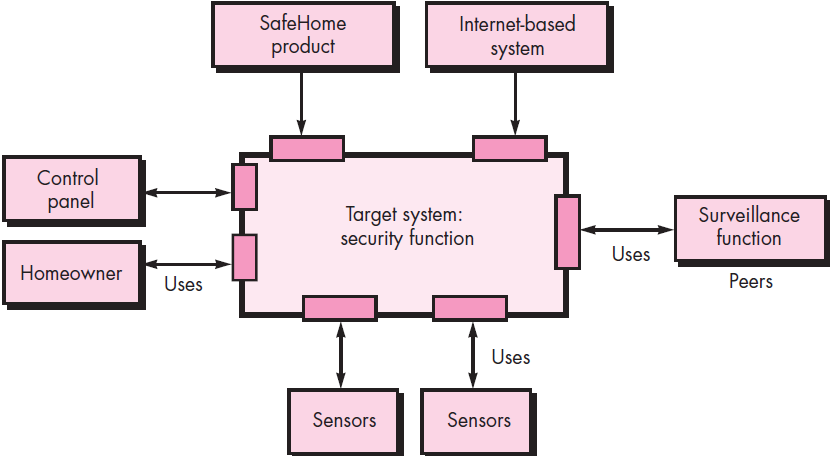 SafeHome
product
Internet-based
system
Control
panel
Target system:
security function
Surveillance
function
Homeowner
Uses
Uses
Peers
Uses
Sensors
Sensors